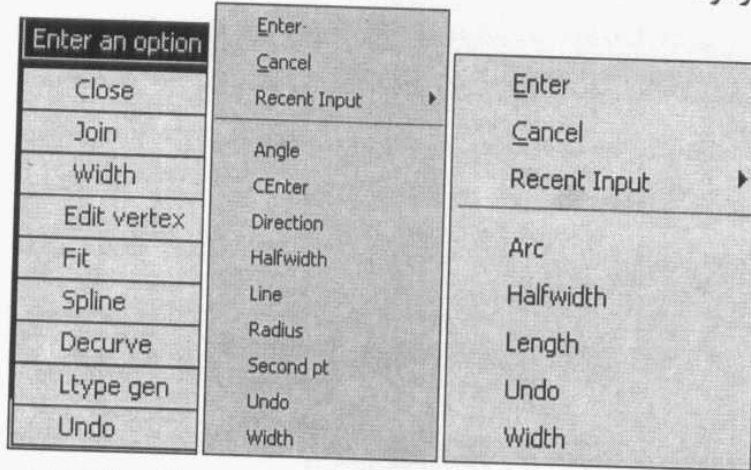 Enter an option
Close
Join
Width
Edit vertex
Fit
Spline
Decurve
Ltype gen
Undo
Enter
Cancel
Recent Input
Angle
CEnter
Direction
Halfwidth
Line
Radius
Second pt
Undo
Width
Enter
Cancel
Recent Input
Arc
Halfwidth
Length
Undo
Width